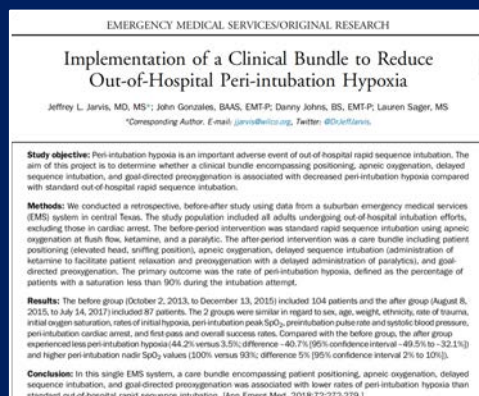 EMERGENCY MEDICAL SERVICES/ORIGINAL RESEARCH
Implementation of a Clinical Bundle to Reduce
Out-of-Hospital Peri-intubation Hypoxia
Jeffrey L. Jarvis, MD, MS*; John Gonzales, BAAS, EMT-P; Danny Johns, BS, EMT-P; Lauren Sager, MS
*Corresponding Author. E-mail: jjarvis@wilco.org, Twitter: @DrJeffJarvis.
Study objective: Peri-intubation hypoxia is an important adverse event of out-of-hospital rapid sequence intubation. The
aim of this project is to determine whether a clinical bundle encompassing positioning, apneic oxygenation, delayed
sequence intubation, and goal-directed preoxygenation is associated with decreased peri-intubation hypoxia compared
with standard out-of-hospital rapid sequence intubation.
Methods: We conducted a retrospective, before-after study using data from a suburban emergency medical services
(EMS) system in central Texas. The study population included all adults undergoing out-of-hospital intubation efforts,
excluding those in cardiac arrest. The before-period intervention was standard rapid sequence intubation using apneic
oxygenation at flush flow, ketamine, and a paralytic. The after-period intervention was a care bundle including patient
positioning (elevated head, sniffing position), apneic oxygenation, delayed sequence intubation (administration of
ketamine to facilitate patient relaxation and preoxygenation with a delayed administration of paralytics), and goal-
directed preoxygenation. The primary outcome was the rate of peri-intubation hypoxia, defined as the percentage of
patients with a saturation less than 90% during the intubation attempt.
Results: The before group (October 2, 2013, to December 13, 2015) included 104 patients and the after group (August 8,
2015, to July 14, 2017) included 87 patients. The 2 groups were similar in regard to sex, age, weight, ethnicity, rate of trauma,
initial oxygen saturation, rates of initial hypoxia, peri-intubation peak SpO2, preintubation pulse rate and systolic blood pressure,
peri-intubation cardiac arrest, and first-pass and overall success rates. Compared with the before group, the after group
experienced less peri-intubation hypoxia (44.2% versus 3.5%; difference –40.7% [95% confidence interval –49.5% to –32.1%])
and higher peri-intubation nadir SpO2 values (100% versus 93%; difference 5% [95% confidence interval 2% to 10%]).
Conclusion: In this single EMS system, a care bundle encompassing patient positioning, apneic oxygenation, delayed
sequence intubation, and goal-directed preoxygenation was associated with lower rates of peri-intubation hypoxia than
standard out-of-hospital rapid sequence intubation. [Ann Emerg Med. 2018;72:272-279.]